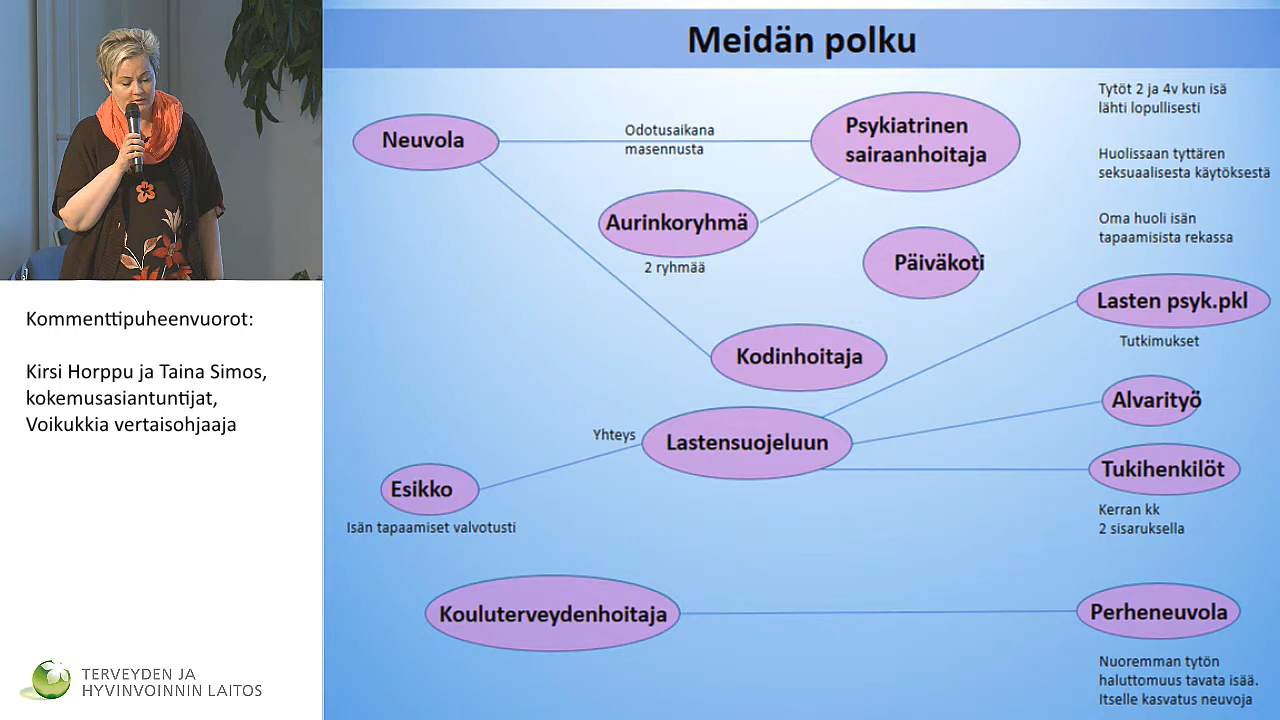 Meidän polku
Neuvola
Odotusaikana
masennusta
Psykiatrinen
sairaanhoitaja
Aurinkoryhmä
2 ryhmää
Päiväkoti
Kodinhoitaja
Yhteys
Lastensuojeluun
Esikko
Isän tapaamiset valvotusti
Kouluterveydenhoitaja
Tytöt 2 ja 4v kun isä
lähti lopullisesti
Huolissaan tyttären
seksuaalisesta käytöksestä
Oma huoli isän
tapaamisista rekassa
Lasten psyk.pkl
Tutkimukset
Alvarityö
Tukihenkilöt
Kerran kk
2 sisaruksella
Perheneuvola
Nuoremman tytön
haluttomuus tavata isää.
Itselle kasvatus neuvoja
Kommenttipuheenvuorot:
Kirsi Horppu ja Taina Simos,
kokemusasiantuntijat,
Voikukkia vertaisohjaaja
TERVEYDEN JA
HYVINVOINNIN LAITOS